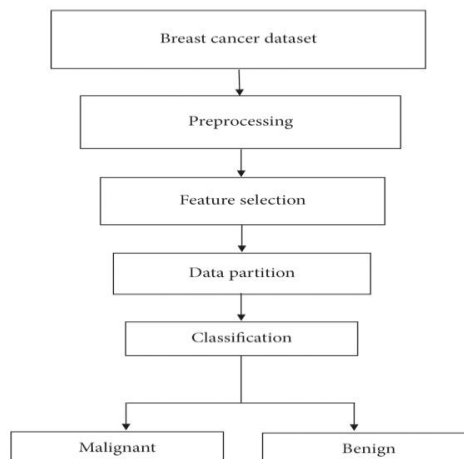 Breast cancer dataset
Preprocessing
Feature selection
Data partition
Classification
Malignant
Benign